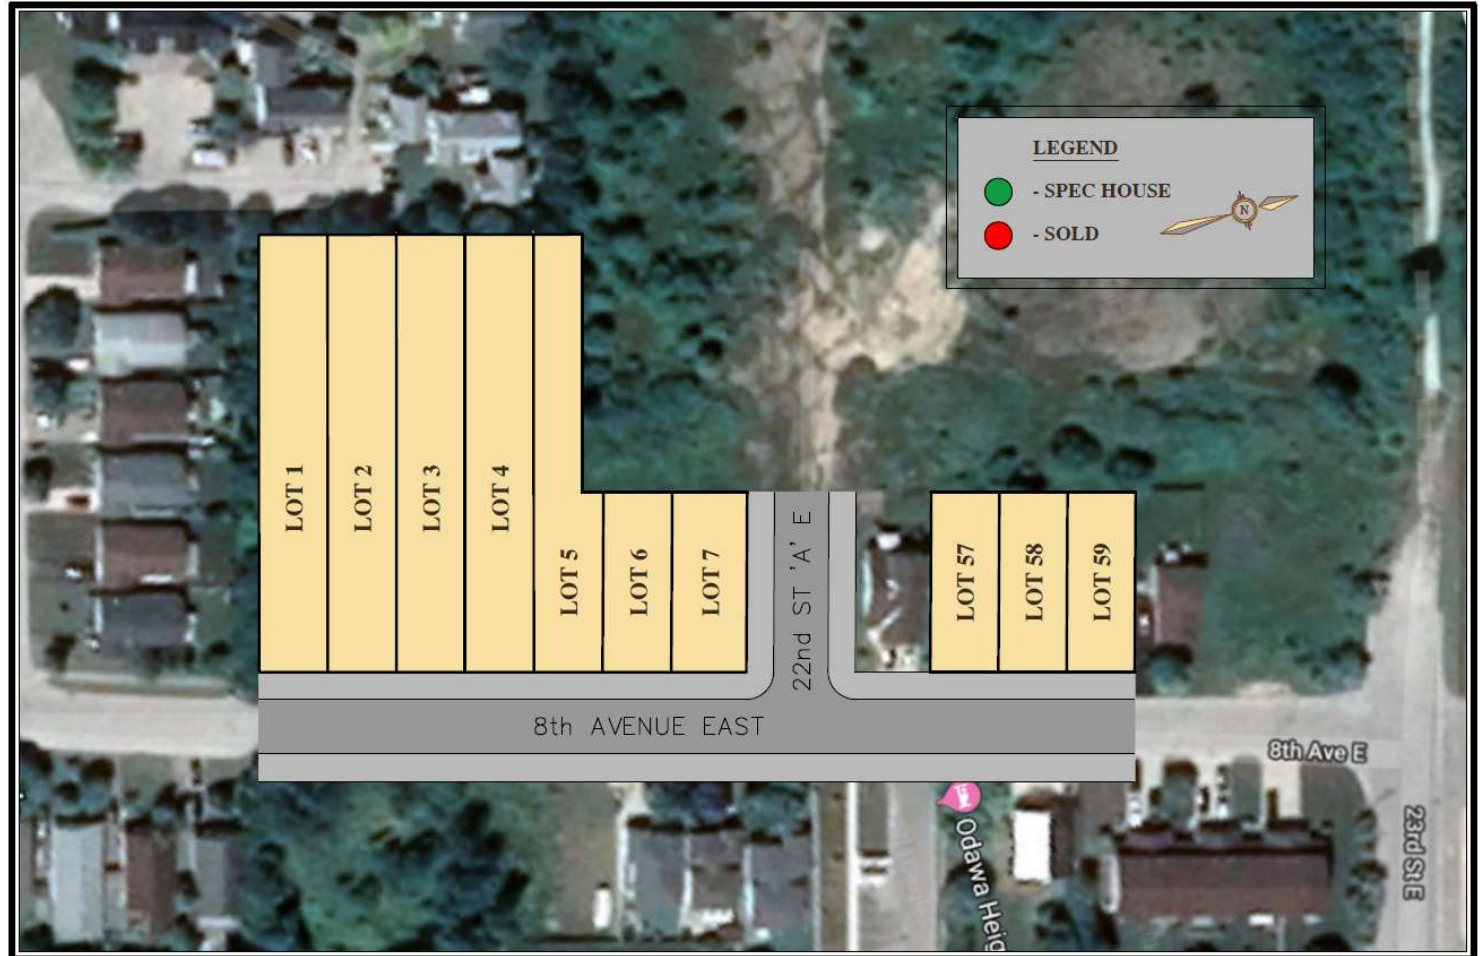 LEGEND
- SPEC HOUSE
- SOLD
N
LOT 1
LOT 2
LOT 3
LOT 4
LOT 5
LOT 6
LOT 7
22nd ST 'A' E
LOT 57
LOT 58
LOT 59
8th AVENUE EAST
8th Ave E
23rd St E
Odawa Heig